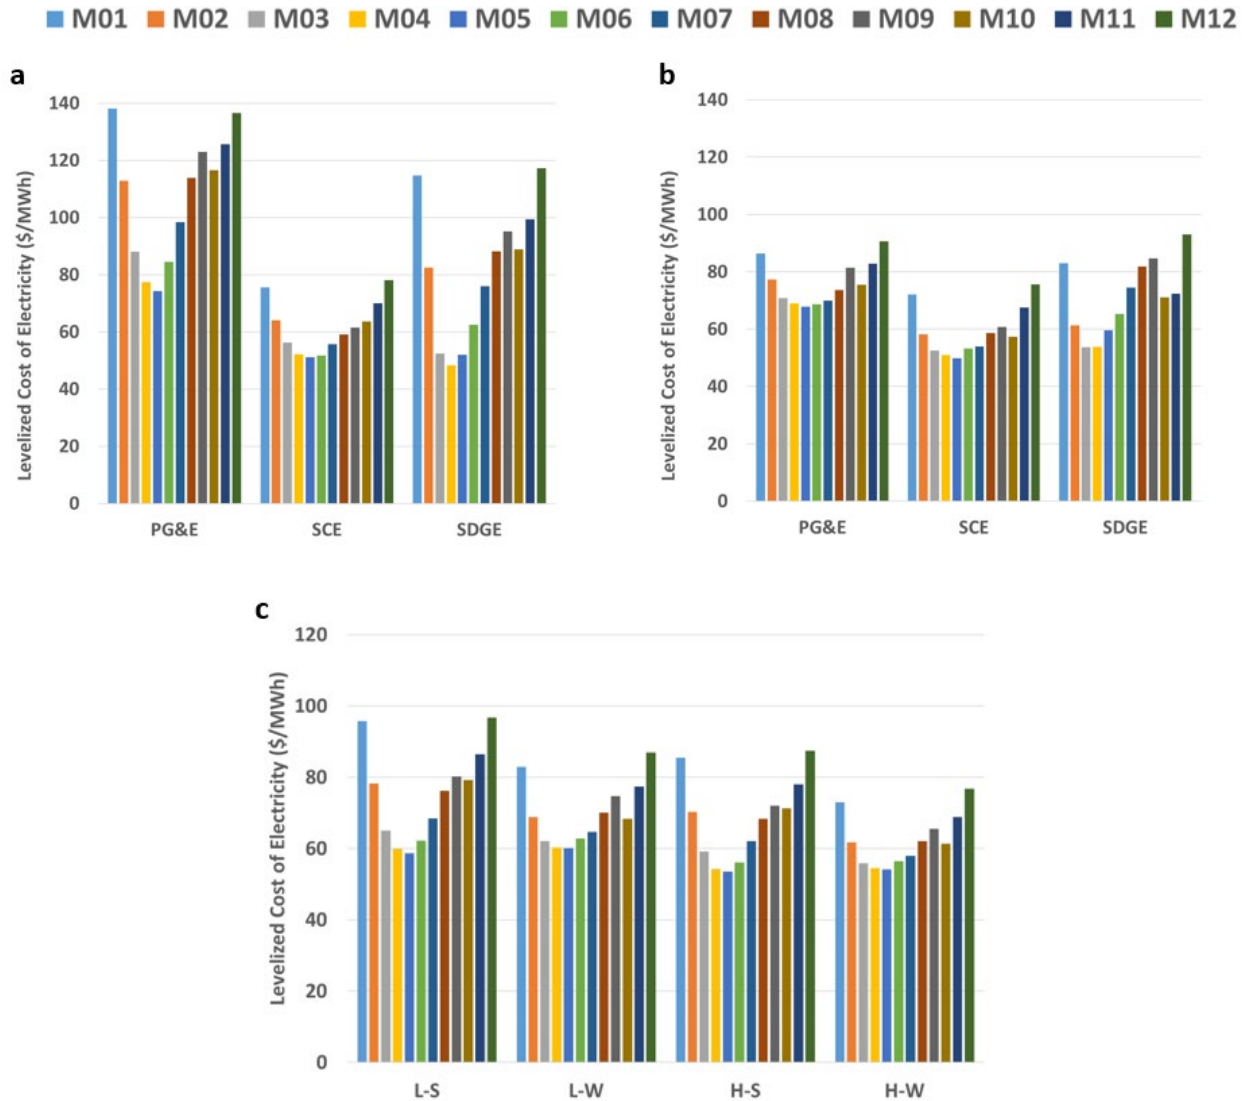 M01 M02 M03 M04 M05 M06 M07 M08 M09 M10 M11 M12
a
Levelized Cost of Electricity ($/MWh)
140
120
100
80
60
40
20
0
PG&E SCE SDGE
b
Levelized Cost of Electricity ($/MWh)
140
120
100
80
60
40
20
0
PG&E SCE SDGE
c
Levelized Cost of Electricity ($/MWh)
120
100
80
60
40
20
0
L-S L-W H-S H-W